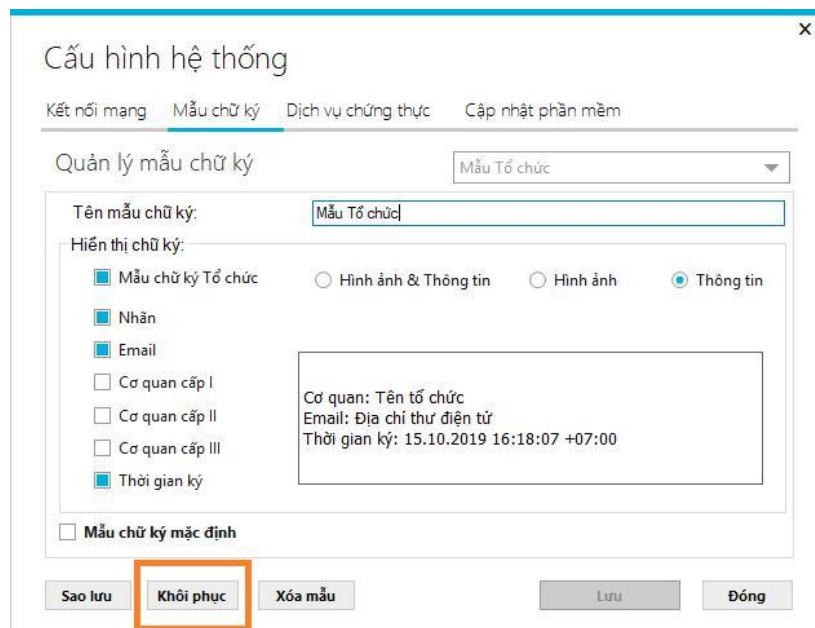 Cấu hình hệ thống
Kết nối mạng Mẫu chữ ký Dịch vụ chứng thực Cập nhật phần mềm
Quản lý mẫu chữ ký Mẫu Tổ chức
Tên mẫu chữ ký: Mẫu Tổ chức
Hiển thị chữ ký:
Mẫu chữ ký Tổ chức Hình ảnh & Thông tin Hình ảnh Thông tin
Nhãn
Email
Cơ quan cấp I
Cơ quan cấp II
Cơ quan cấp III
Thời gian ký
Cơ quan: Tên tổ chức
Email: Địa chỉ thư điện tử
Thời gian ký: 15.10.2019 16:18:07 +07:00
Mẫu chữ ký mặc định
Sao lưu Khôi phục Xóa mẫu Lưu Đóng